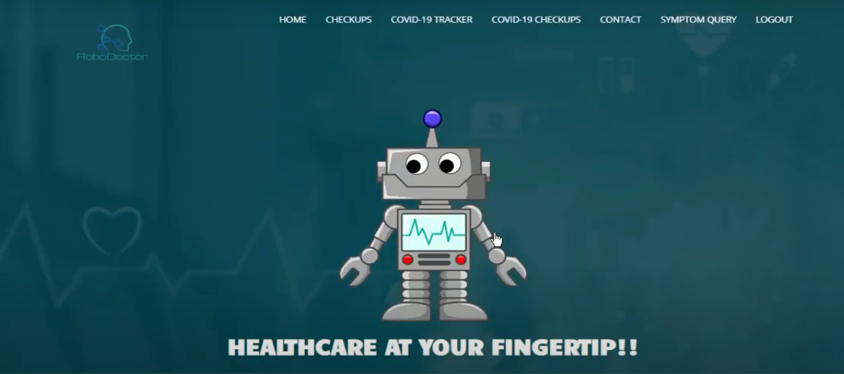 HOME CHECKUPS COVID-19 TRACKER COVID-19 CHECKUPS CONTACT SYMPTOM QUERY LOGOUT
RoboDoctor
HEALTHCARE AT YOUR FINGERTIP!!